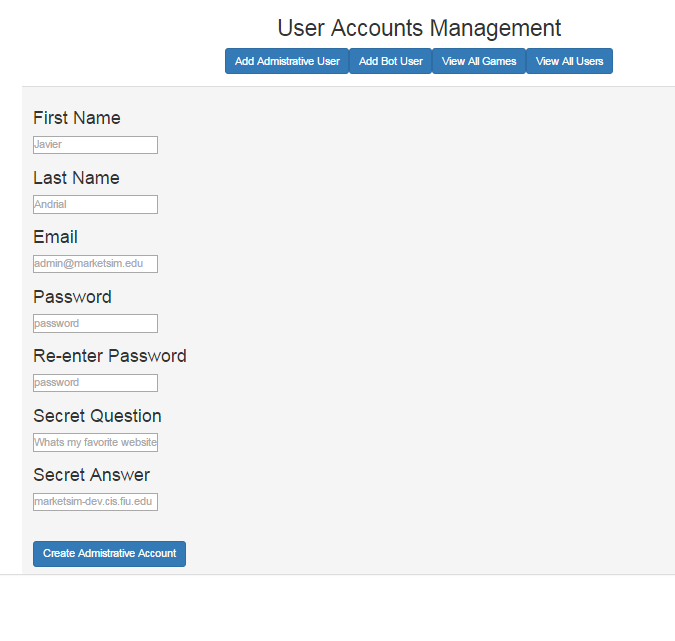 User Accounts Management
Add Admistrative User Add Bot User View All Games View All Users
First Name
Javier
Last Name
Andrial
Email
admin@marketsim.edu
Password
password
Re-enter Password
password
Secret Question
Whats my favorite website
Secret Answer
marketsim-dev.cis.fiu.edu
Create Admistrative Account